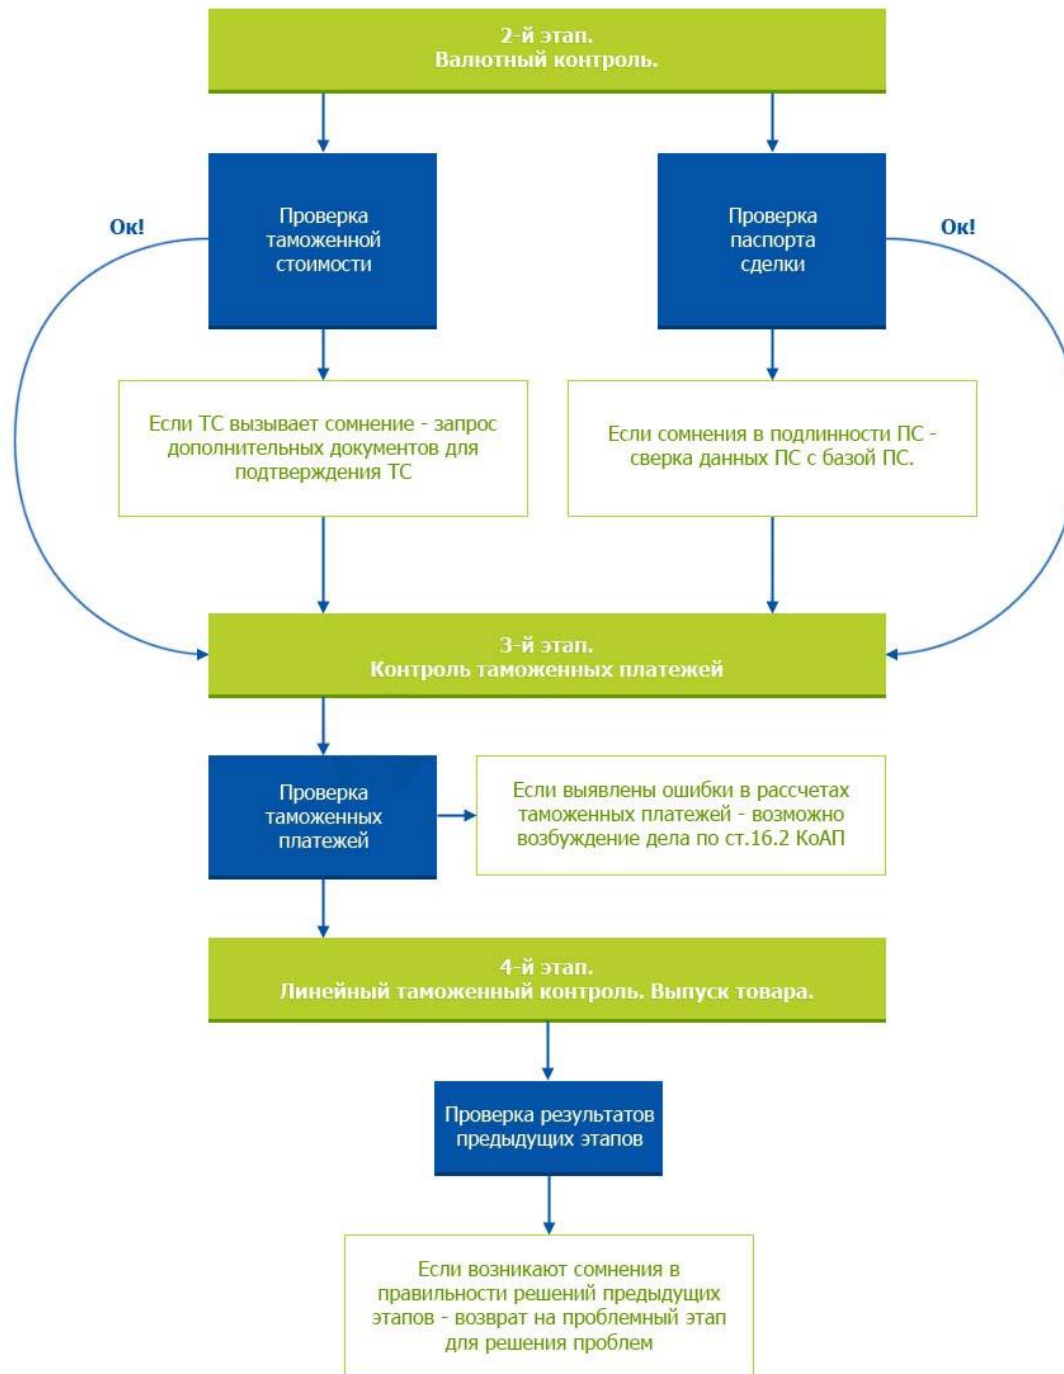 2-й этап.
Валютный контроль.
Ок!
Проверка
таможенной
стоимости
Проверка
паспорта
сделки
Ок!
Если ТС вызывает сомнение - запрос
дополнительных документов для
подтверждения ТС
Если сомнения в подлинности ПС -
сверка данных ПС с базой ПС.
3-й этап.
Контроль таможенных платежей
Проверка
таможенных
платежей
Если выявлены ошибки в рассчетах
таможенных платежей - возможно
возбуждение дела по ст.16.2 КоАП
4-й этап.
Линейный таможенный контроль. Выпуск товара.
Проверка результатов
предыдущих этапов
Если возникают сомнения в
правильности решений предыдущих
этапов - возврат на проблемный этап
для решения проблем